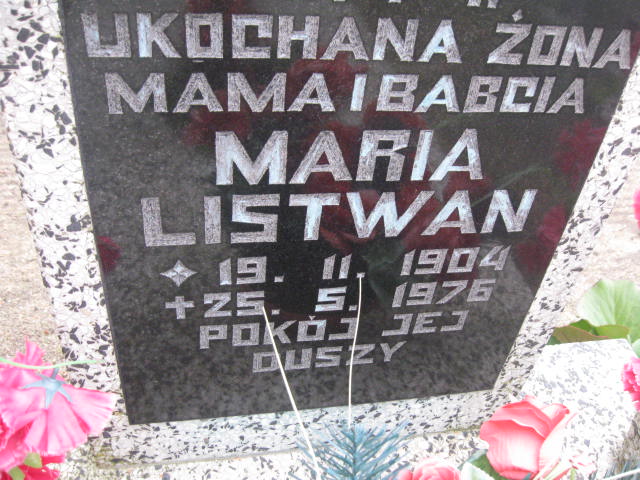 UKOCHANA ŻONA
MAMA I BABCIA
MARIA
LISTWAN
19. 11. 1904
+ 25. 5. 1976
POKÓJ JEJ
DUSZY